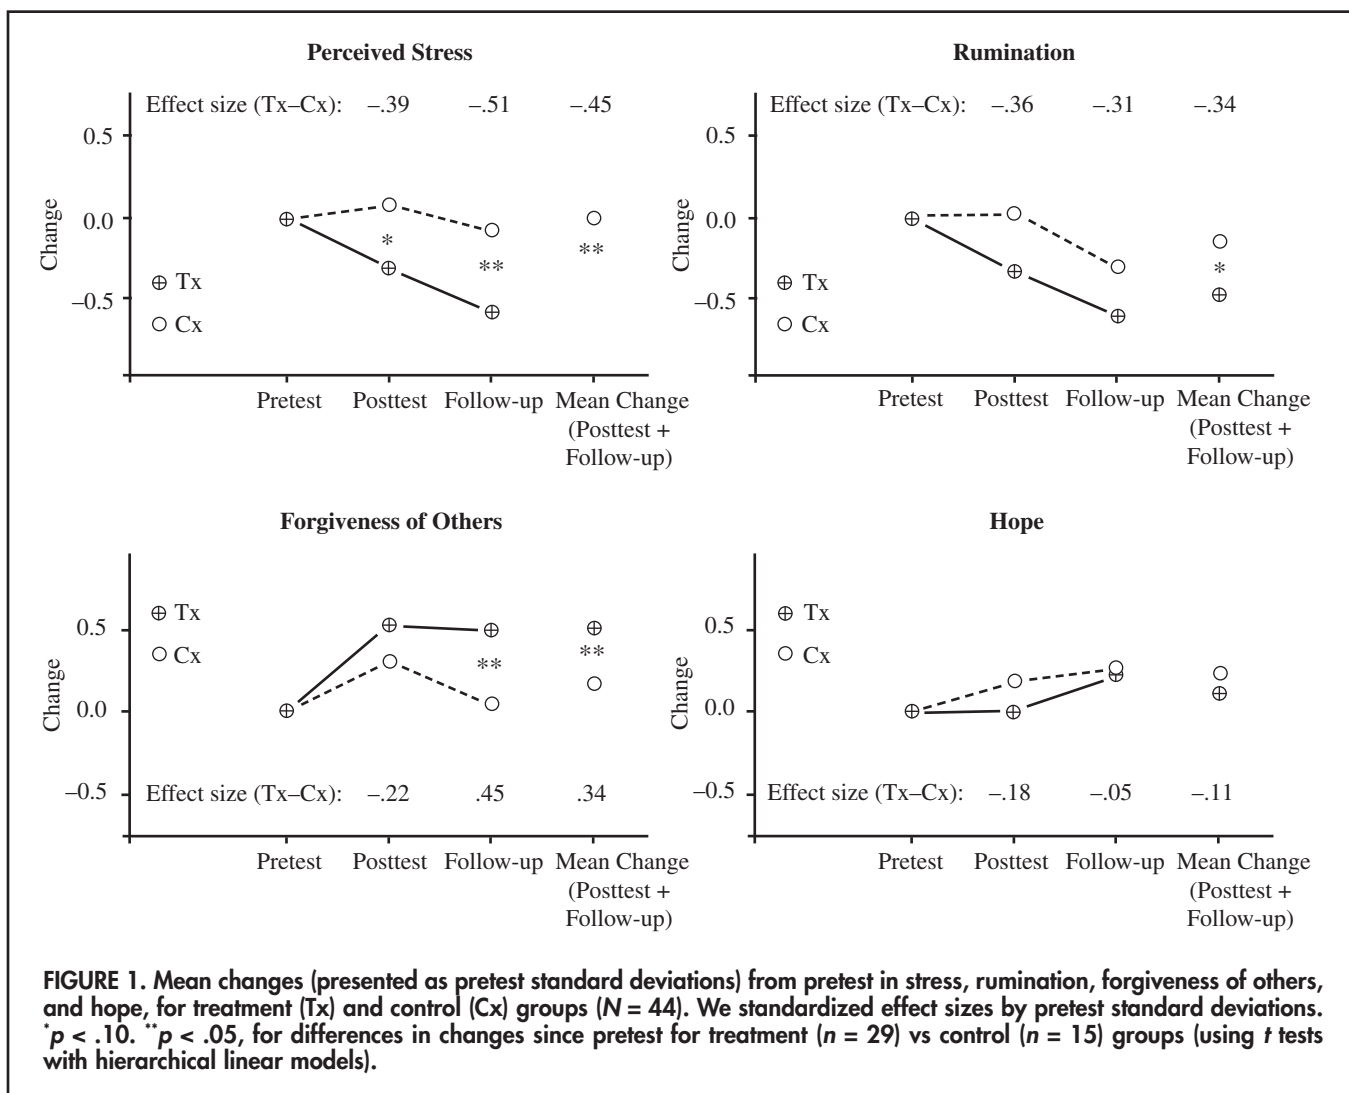 Perceived Stress
Effect size (Tx–Cx): –.39 –.51 –.45
0.5
0.0
–0.5
Change
* ** **
Tx
Cx
Pretest Posttest Follow-up Mean Change
(Posttest +
Follow-up)
Rumination
Effect size (Tx–Cx): –.36 –.31 –.34
0.5
0.0
–0.5
Change
*
Tx
Cx
Pretest Posttest Follow-up Mean Change
(Posttest +
Follow-up)
Forgiveness of Others
Tx
Cx
0.5
0.0
–0.5
Change
** **
Effect size (Tx–Cx): –.22 .45 .34
Pretest Posttest Follow-up Mean Change
(Posttest +
Follow-up)
Hope
Tx
Cx
0.5
0.0
–0.5
Change
Effect size (Tx–Cx): –.18 –.05 –.11
Pretest Posttest Follow-up Mean Change
(Posttest +
Follow-up)
FIGURE 1. Mean changes (presented as pretest standard deviations) from pretest in stress, rumination, forgiveness of others,
and hope, for treatment (Tx) and control (Cx) groups (N = 44). We standardized effect sizes by pretest standard deviations.
*p < .10. **p < .05, for differences in changes since pretest for treatment (n = 29) vs control (n = 15) groups (using t tests
with hierarchical linear models).